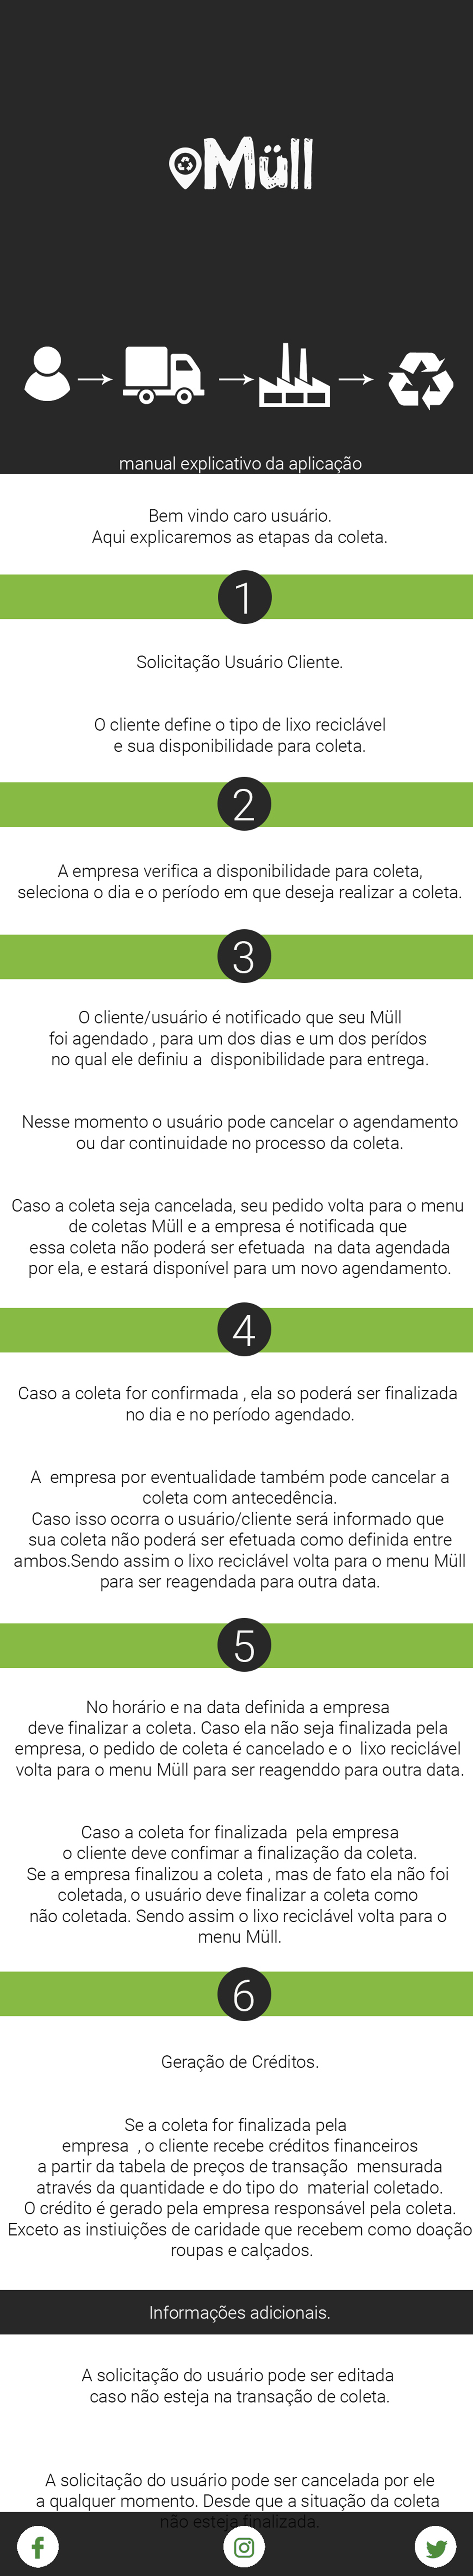 Müll
manual explicativo da aplicação
Bem vindo caro usuário.
Aqui explicaremos as etapas da coleta.
1
Solicitação Usuário Cliente.
O cliente define o tipo de lixo reciclável
e sua disponibilidade para coleta.
2
A empresa verifica a disponibilidade para coleta,
seleciona o dia e o período em que deseja realizar a coleta.
3
O cliente/usuário é notificado que seu Müll
foi agendado , para um dos dias e um dos perídos
no qual ele definiu a  disponibilidade para entrega.
Nesse momento o usuário pode cancelar o agendamento
ou dar continuidade no processo da coleta.
Caso a coleta seja cancelada, seu pedido volta para o menu
de coletas Müll e a empresa é notificada que
essa coleta não poderá ser efetuada  na data agendada
por ela, e estará disponível para um novo agendamento.
4
Caso a coleta for confirmada , ela so poderá ser finalizada
no dia e no período agendado.
A  empresa por eventualidade também pode cancelar a
coleta com antecedência.
Caso isso ocorra o usuário/cliente será informado que
sua coleta não poderá ser efetuada como definida entre
ambos.Sendo assim o lixo reciclável volta para o menu Müll
para ser reagendada para outra data.
5
No horário e na data definida a empresa
deve finalizar a coleta. Caso ela não seja finalizada pela
empresa, o pedido de coleta é cancelado e o  lixo reciclável
volta para o menu Müll para ser reagenddo para outra data.
Caso a coleta for finalizada  pela empresa
o cliente deve confimar a finalização da coleta.
Se a empresa finalizou a coleta , mas de fato ela não foi
coletada, o usuário deve finalizar a coleta como
não coletada. Sendo assim o lixo reciclável volta para o
menu Müll.
6
Geração de Créditos.
Se a coleta for finalizada pela
empresa  , o cliente recebe créditos financeiros
a partir da tabela de preços de transação  mensurada
através da quantidade e do tipo do  material coletado.
O crédito é gerado pela empresa responsável pela coleta.
Exceto as instiuições de caridade que recebem como doação
roupas e calçados.
Informações adicionais.
A solicitação do usuário pode ser editada
caso não esteja na transação de coleta.
A solicitação do usuário pode ser cancelada por ele
a qualquer momento. Desde que a situação da coleta
não esteja finalizada.